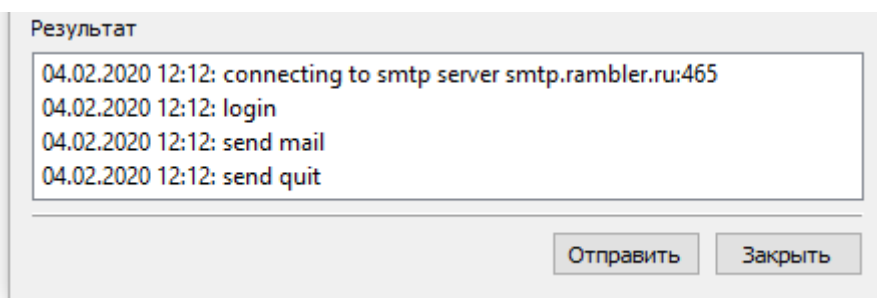 Результат
04.02.2020 12:12: connecting to smtp server smtp.rambler.ru:465
04.02.2020 12:12: login
04.02.2020 12:12: send mail
04.02.2020 12:12: send quit
Отправить Закрыть